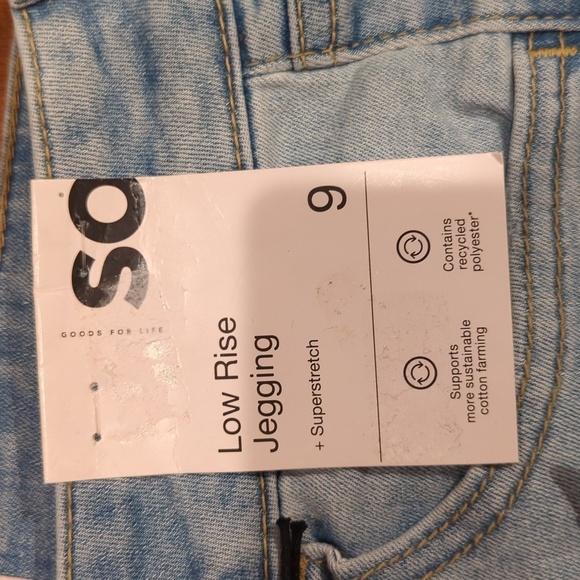 SO
GOODS FOR LIFE
Low Rise
Jegging
+ Superstretch
9
Supports
more sustainable
cotton farming
Contains
recycled
polyester*